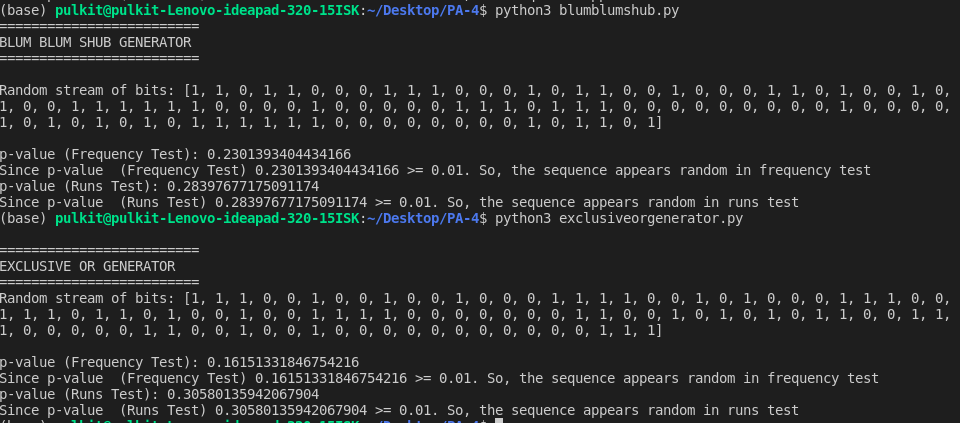 (base) pulkit@pulkit-Lenovo-ideapad-320-15ISK:~/Desktop/PA-4$ python3 blumblumshub.py
=========================
BLUM BLUM SHUB GENERATOR
=========================
Random stream of bits: [1, 1, 0, 1, 1, 0, 0, 0, 1, 1, 1, 0, 0, 0, 1, 0, 1, 1, 0, 0, 1, 0, 0, 0, 1, 1, 0, 1, 0, 0, 1, 0,
1, 0, 0, 1, 1, 1, 1, 1, 1, 0, 0, 0, 0, 1, 0, 0, 0, 0, 0, 1, 1, 1, 0, 1, 1, 1, 0, 0, 0, 0, 0, 0, 0, 0, 0, 1, 0, 0, 0, 0,
1, 0, 1, 0, 1, 0, 1, 0, 1, 1, 1, 1, 1, 1, 0, 0, 0, 0, 0, 0, 0, 0, 1, 0, 1, 1, 0, 1]
p-value (Frequency Test): 0.2301393404434166
Since p-value  (Frequency Test) 0.2301393404434166 >= 0.01. So, the sequence appears random in frequency test
p-value (Runs Test): 0.28397677175091174
Since p-value  (Runs Test) 0.28397677175091174 >= 0.01. So, the sequence appears random in runs test
(base) pulkit@pulkit-Lenovo-ideapad-320-15ISK:~/Desktop/PA-4$ python3 exclusiveorgenerator.py
=========================
EXCLUSIVE OR GENERATOR
=========================
Random stream of bits: [1, 1, 1, 0, 0, 1, 0, 0, 1, 0, 0, 1, 0, 0, 0, 1, 1, 1, 1, 0, 0, 1, 0, 1, 0, 0, 0, 1, 1, 1, 0, 0,
1, 1, 1, 0, 1, 1, 0, 1, 0, 0, 1, 0, 0, 1, 1, 1, 1, 0, 0, 0, 0, 0, 0, 0, 1, 1, 0, 0, 1, 0, 1, 0, 1, 0, 1, 1, 0, 0, 1, 1,
1, 0, 0, 0, 0, 0, 1, 1, 0, 0, 1, 0, 0, 1, 0, 0, 0, 0, 0, 0, 0, 0, 0, 0, 0, 1, 1, 1]
p-value (Frequency Test): 0.16151331846754216
Since p-value  (Frequency Test) 0.16151331846754216 >= 0.01. So, the sequence appears random in frequency test
p-value (Runs Test): 0.30580135942067904
Since p-value  (Runs Test) 0.30580135942067904 >= 0.01. So, the sequence appears random in runs test
(base) pulkit@pulkit-Lenovo-ideapad-320-15ISK:~/Desktop/PA-4$